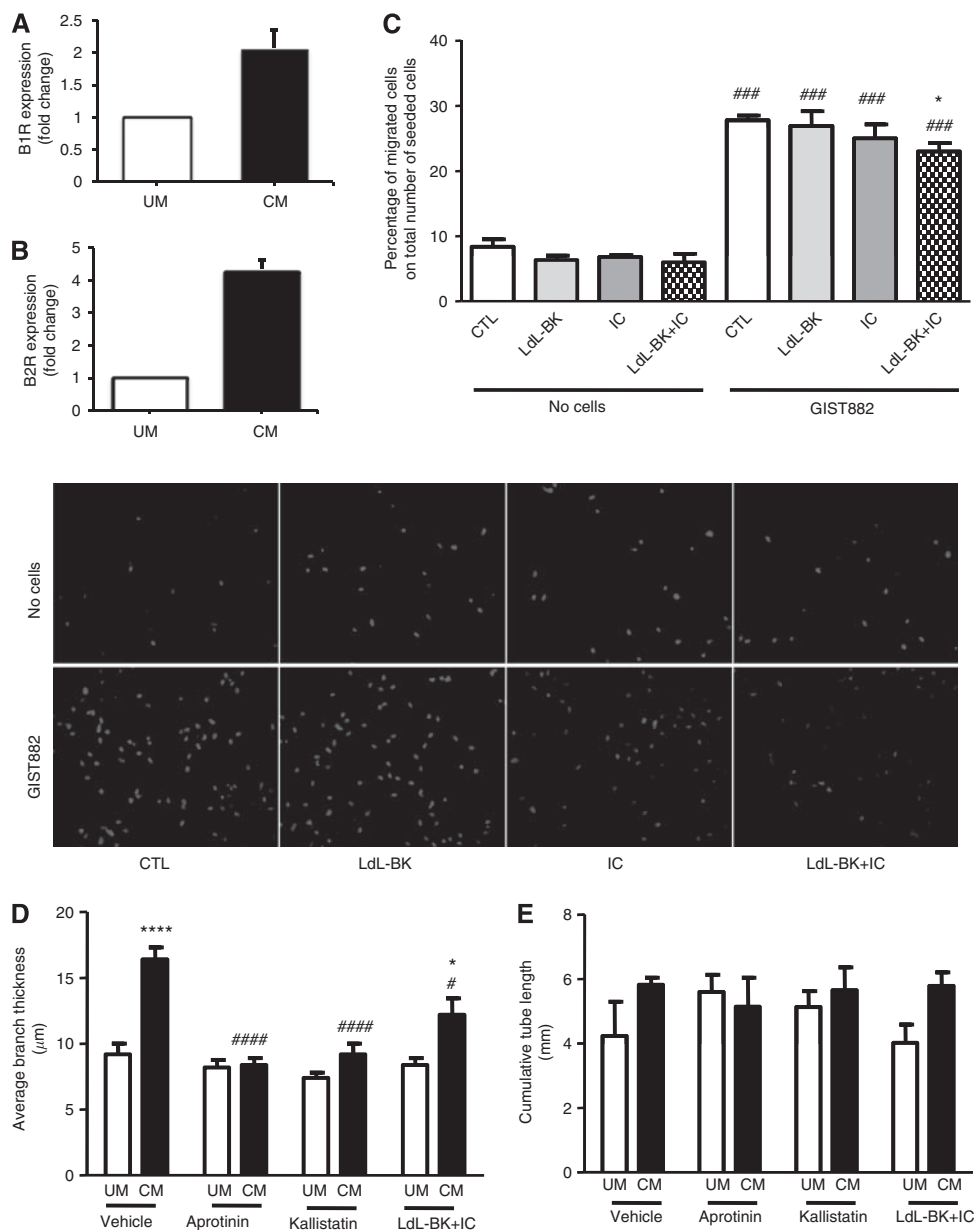 A
B1R expression
(fold change)
2.5
2
1.5
1
0.5
0
UM
CM
B
B2R expression
(fold change)
5
4
3
2
1
0
UM
CM
C
Percentage of migrated cells
on total number of seeded cells
40
30
20
10
0
###
###
###
*
###
CTL
LdL-BK
IC
LdL-BK+IC
CTL
LdL-BK
IC
LdL-BK+IC
No cells
GIST882
No cells
GIST882
CTL
LdL-BK
IC
LdL-BK+IC
D
Average branch thickness
(μm)
20
15
10
5
0
****
####
####
*
#
UM CM UM CM UM CM UM CM
Vehicle Aprotinin Kallistatin LdL-BK+IC
E
Cumulative tube length
(mm)
8
6
4
2
0
UM CM UM CM UM CM UM CM
Vehicle Aprotinin Kallistatin LdL-BK+IC